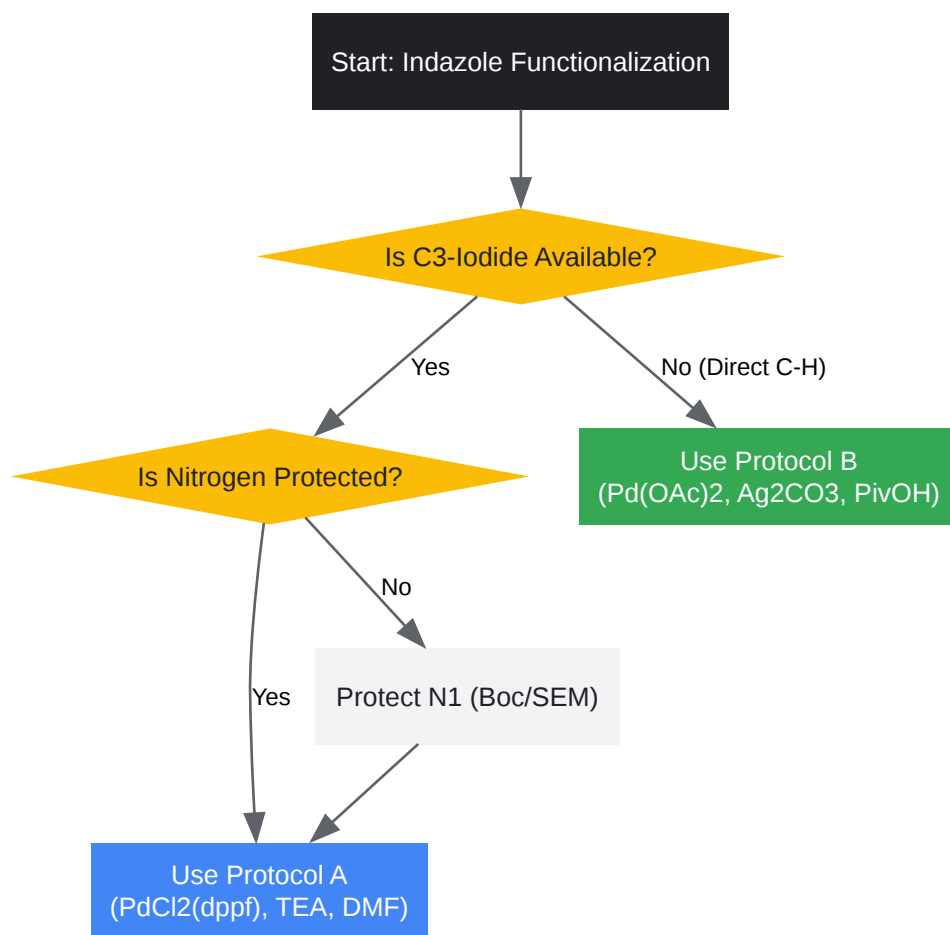 Start: Indazole Functionalization
Is C3-Iodide Available?
Yes
No (Direct C-H)
Is Nitrogen Protected?
Use Protocol B
(Pd(OAc)2, Ag2CO3, PivOH)
No
Yes
Protect N1 (Boc/SEM)
Use Protocol A
(PdCl2(dppf), TEA, DMF)